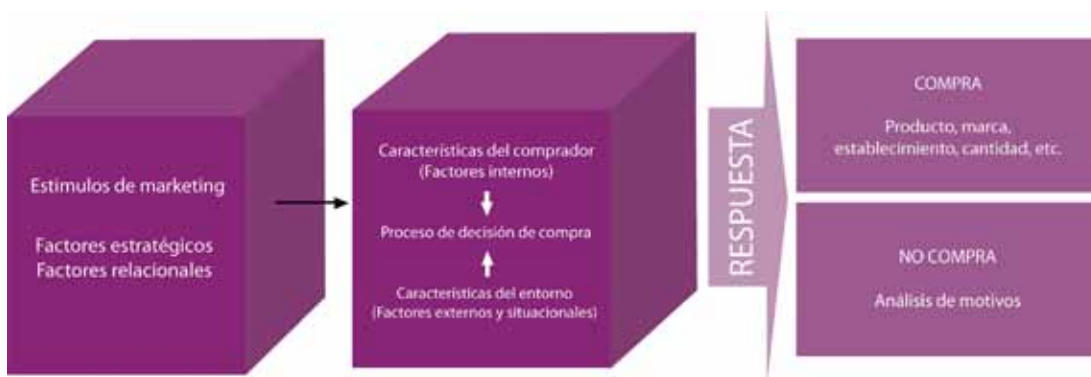 Estímulos de marketing
Factores estratégicos
Factores relacionales
Características del comprador
(Factores internos)
Proceso de decisión de compra
Características del entorno
(Factores externos y situacionales)
RESPUESTA
COMPRA
Producto, marca,
establecimiento, cantidad, etc.
NO COMPRA
Análisis de motivos